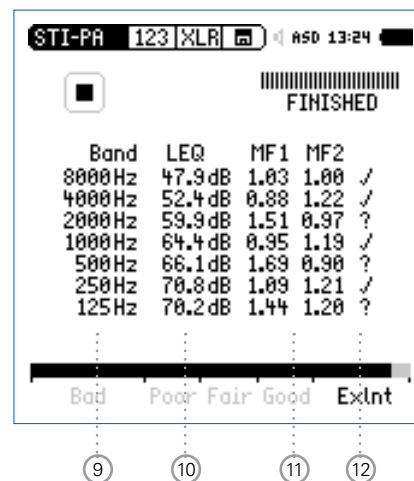 STI-PA 123 XLR ASD 13:24
FINISHED
Band LEQ MF1 MF2
8000Hz 47.9dB 1.03 1.00 ✓
4000Hz 52.4dB 0.88 1.22 ✓
2000Hz 59.9dB 1.51 0.97 ?
1000Hz 64.4dB 0.95 1.19 ✓
500Hz 66.1dB 1.69 0.90 ?
250Hz 70.8dB 1.09 1.21 ✓
125Hz 70.2dB 1.44 1.20 ?
Bad Poor Fair Good Exlnt
9 10 11 12